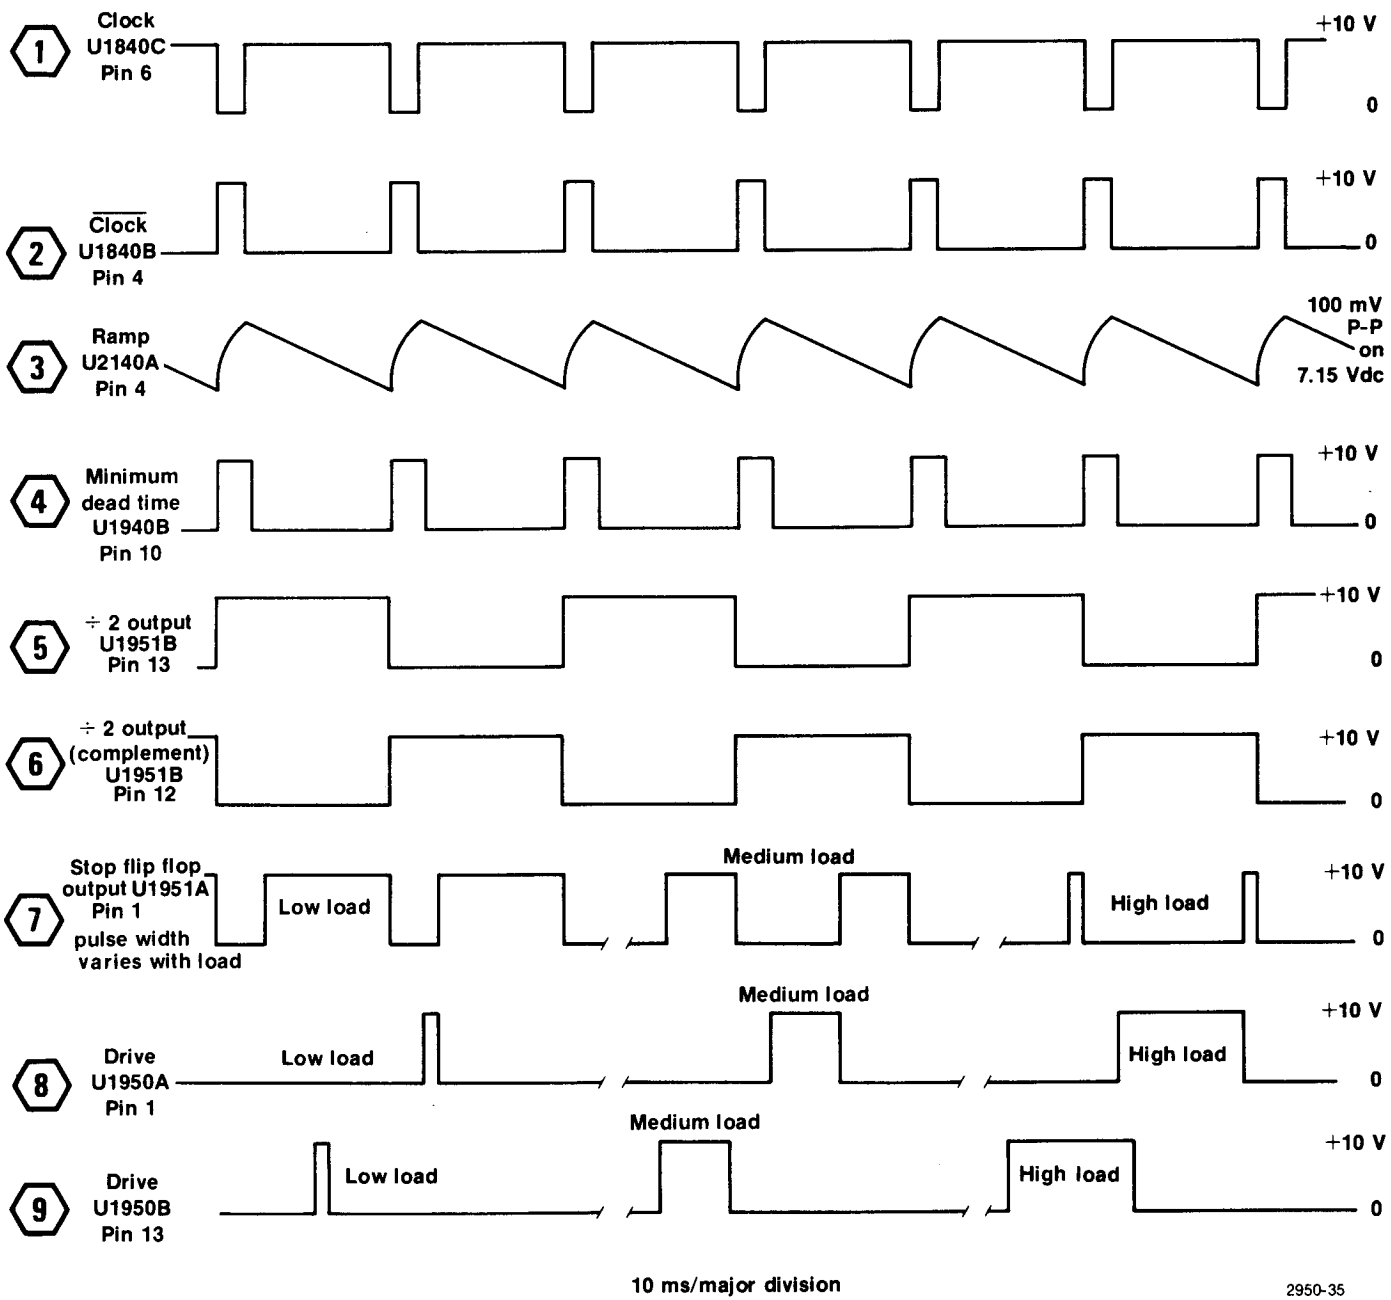 1
Clock
U1840C
Pin 6
+10 V
0
2
Clock
U1840B
Pin 4
+10 V
0
3
Ramp
U2140A
Pin 4
100 mV
P-P
on
7.15 Vdc
4
Minimum
dead time
U1940B
Pin 10
+10 V
0
5
÷ 2 output
U1951B
Pin 13
+10 V
0
6
÷ 2 output
(complement)
U1951B
Pin 12
+10 V
0
7
Stop flip flop
output U1951A
Pin 1
pulse width
varies with load
Low load
Medium load
High load
+10 V
0
8
Drive
U1950A
Pin 1
Low load
Medium load
High load
+10 V
0
9
Drive
U1950B
Pin 13
Low load
Medium load
High load
+10 V
0
10 ms/major division
2950-35